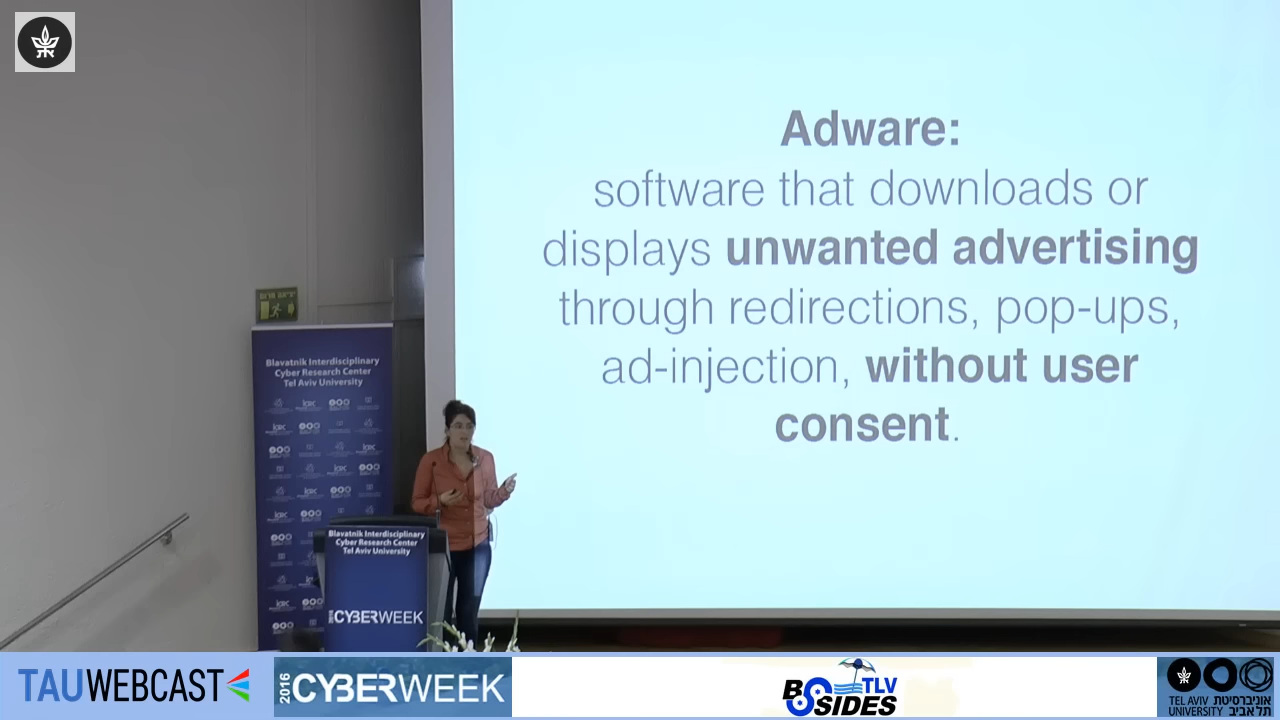 Adware:
software that downloads or
displays unwanted advertising
through redirections, pop-ups,
ad-injection, without user
consent.
Blavatnik Interdisciplinary
Cyber Research Center
Tel Aviv University
Blavatnik Interdisciplinary
Cyber Research Center
Tel Aviv University
2016 CYBERWEEK
TAUWEBCAST
2016 CYBERWEEK
BSIDES TLV
TEL AVIV UNIVERSITY
אוניברסיטת תל אביב